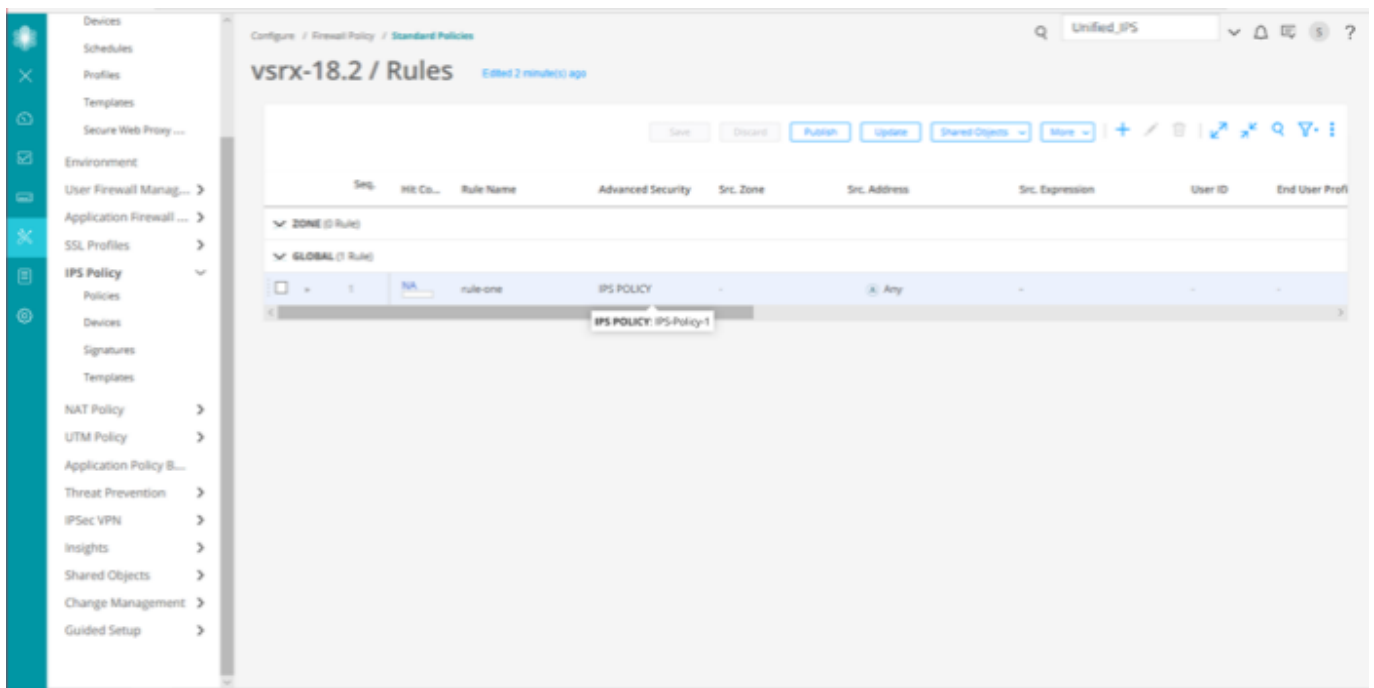 Devices
Schedules
Profiles
Templates
Secure Web Proxy ....
Environment
User Firewall Manag...
Application Firewall ...
SSL Profiles
IPS Policy
Policies
Devices
Signatures
Templates
NAT Policy
UTM Policy
Application Policy B...
Threat Prevention
IPSec VPN
Insights
Shared Objects
Change Management
Guided Setup
Configure / Firewall Policy / Standard Policies
Unified_IPS
S ?
vsrx-18.2 / Rules Edited 2 minute(s) ago
Save Discard Publish Update Shared Objects More
Seq. Hit Co... Rule Name Advanced Security Src. Zone Src. Address Src. Expression User ID End User Profi
ZONE (0 Rule)
GLOBAL (1 Rule)
1 NA rule-one IPS POLICY - Any - - -
IPS POLICY: IPS-Policy-1